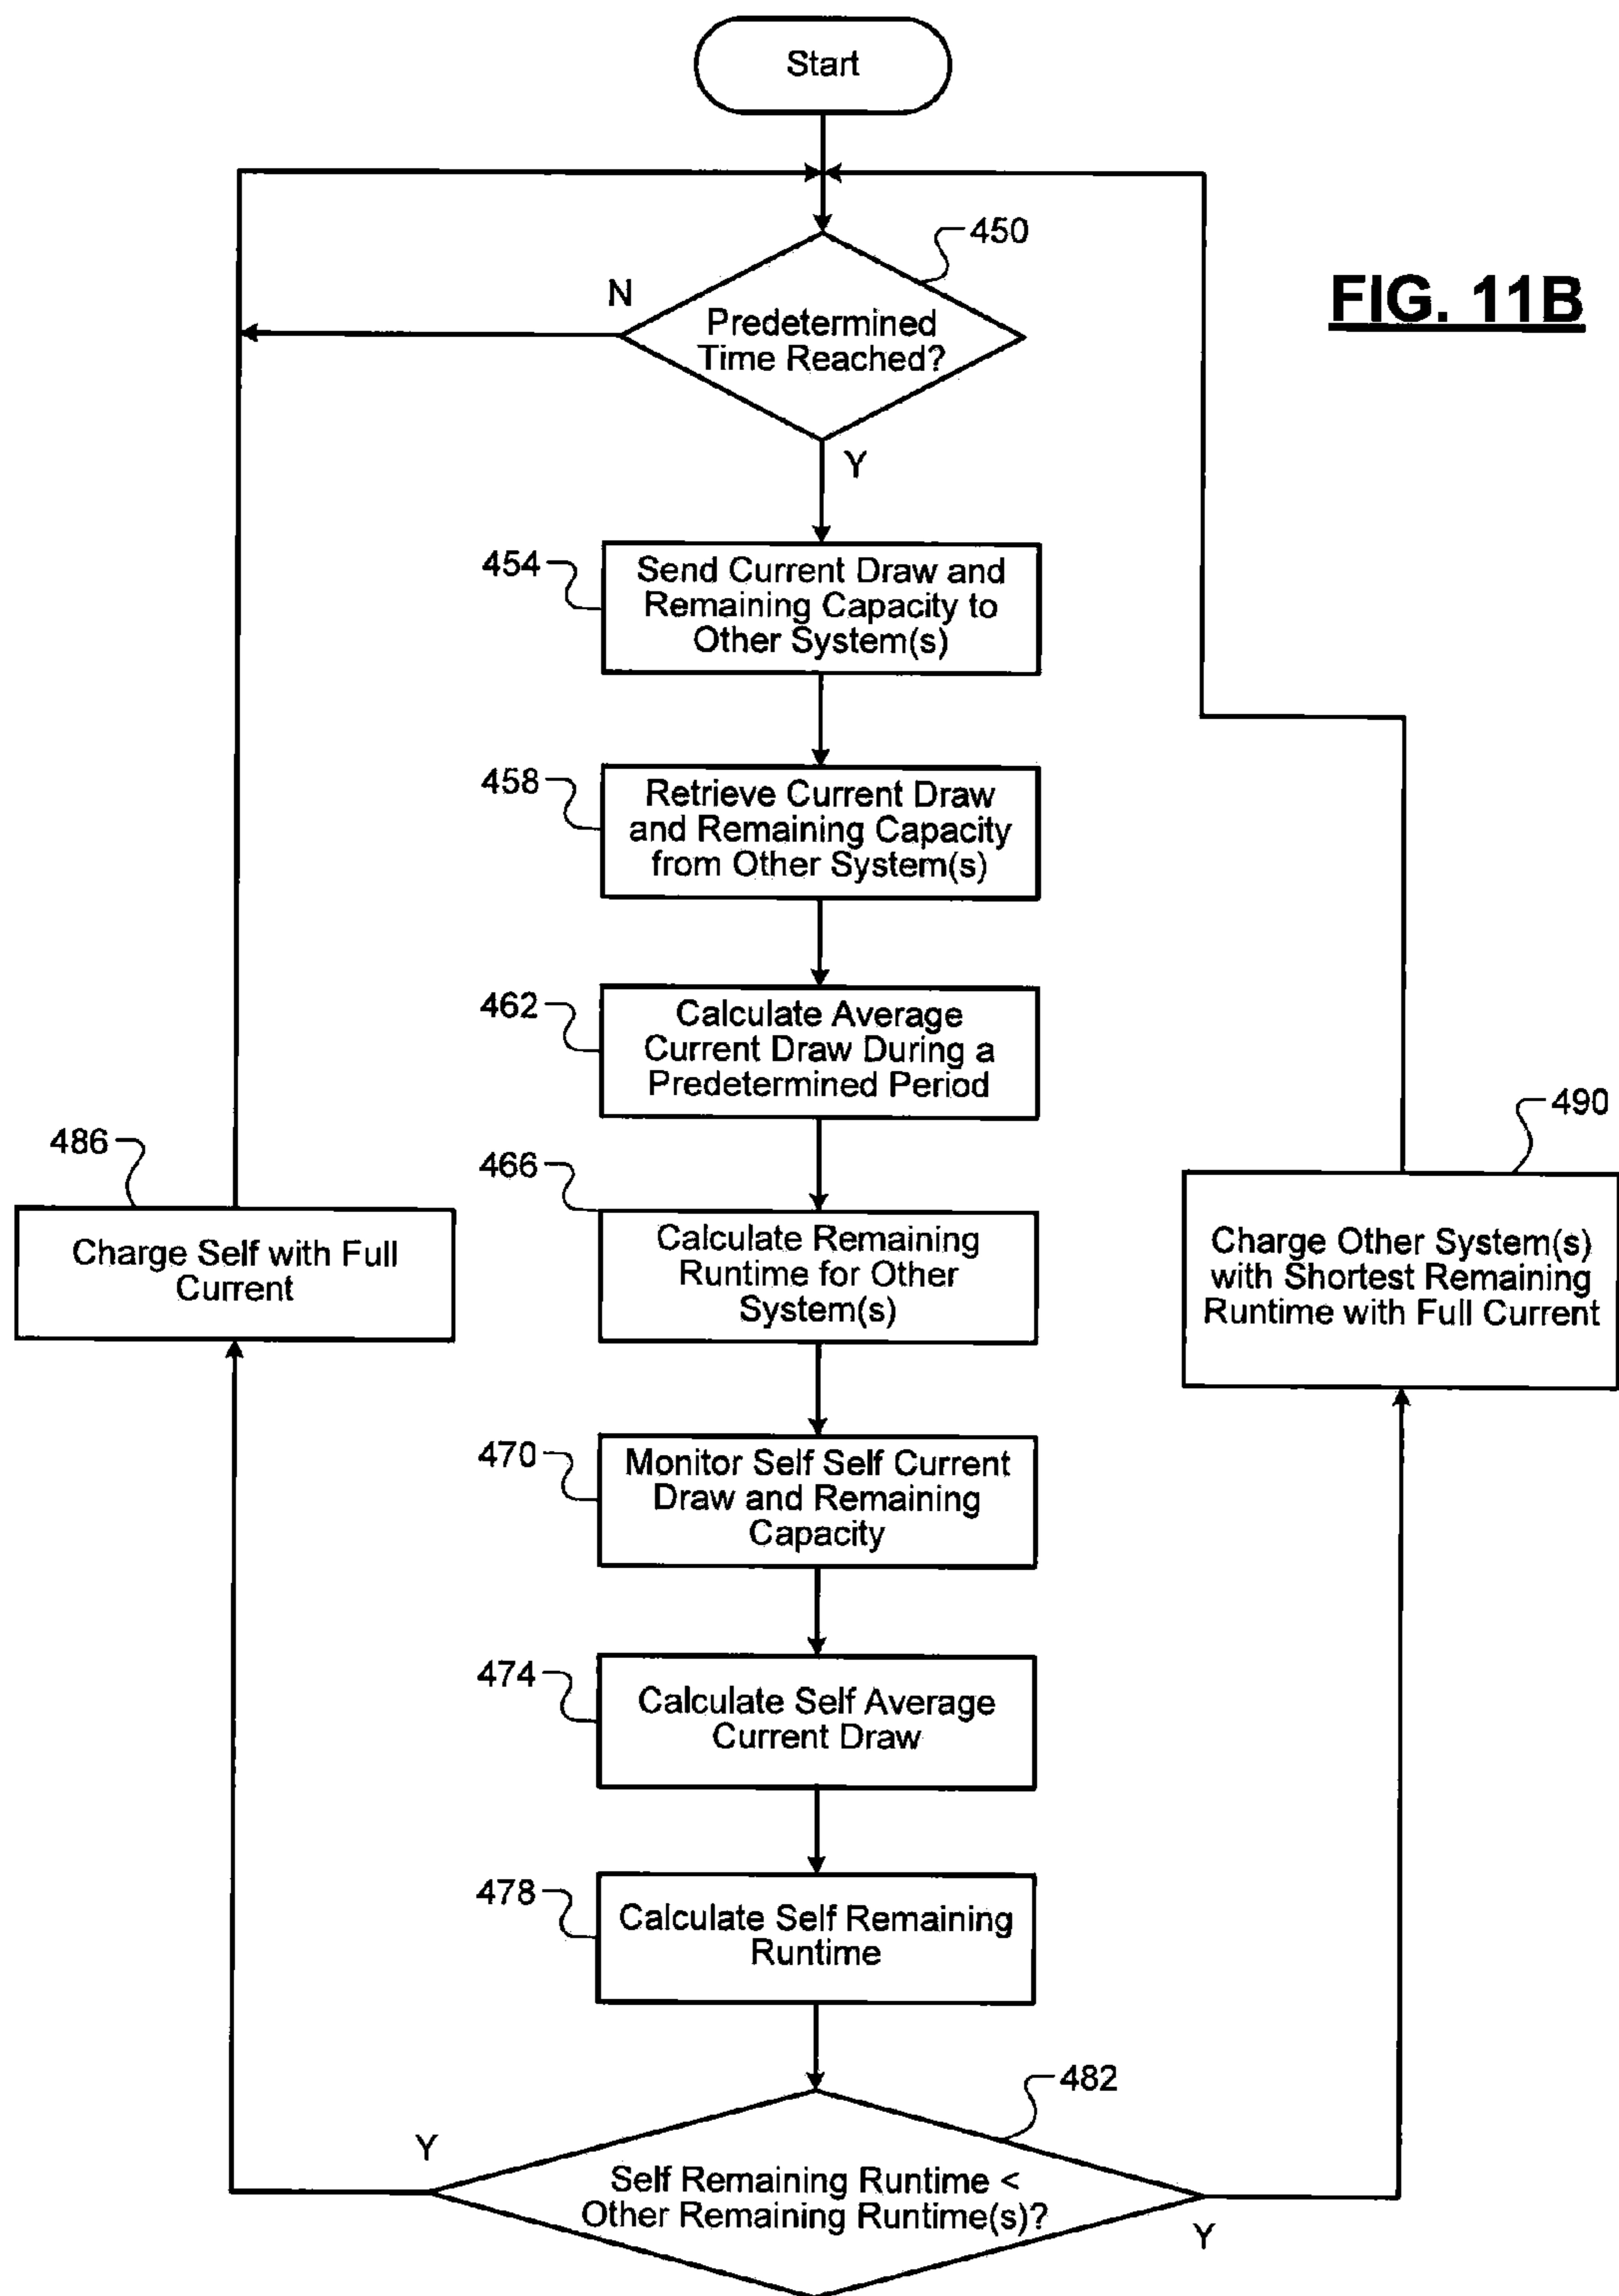 Start
450
FIG. 11B
N
Predetermined
Time Reached?
Y
454
Send Current Draw and
Remaining Capacity to
Other System(s)
458
Retrieve Current Draw
and Remaining Capacity
from Other System(s)
462
Calculate Average
Current Draw During a
Predetermined Period
490
486
466
Charge Self with Full
Current
Calculate Remaining
Runtime for Other
System(s)
Charge Other System(s)
with Shortest Remaining
Runtime with Full Current
470
Monitor Self Self Current
Draw and Remaining
Capacity
474
Calculate Self Average
Current Draw
478
Calculate Self Remaining
Runtime
482
Y
Self Remaining Runtime <
Other Remaining Runtime(s)?
Y